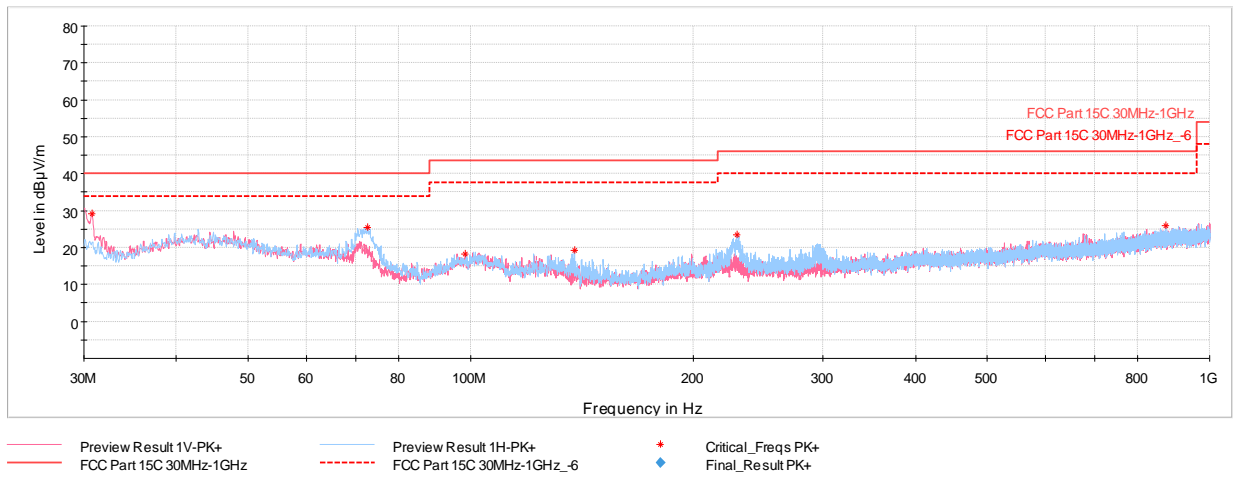 80
70
60
50
40
30
20
10
0
Level in dBµV/m
FCC Part 15C 30MHz-1GHz
FCC Part 15C 30MHz-1GHz_-6
30M 50 60 80 100M 200 300 400 500 800 1G
Frequency in Hz
Preview Result 1V-PK+ Preview Result 1H-PK+ Critical_Freqs PK+
FCC Part 15C 30MHz-1GHz FCC Part 15C 30MHz-1GHz_-6 Final_Result PK+